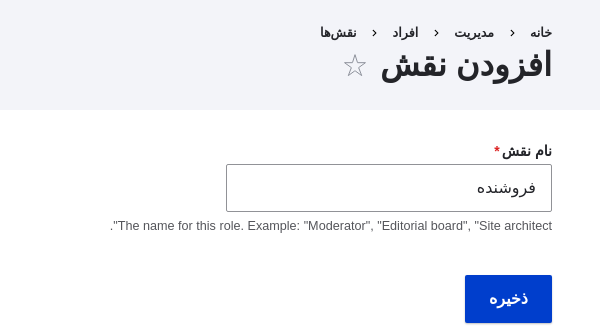 خانه › مدیریت › افراد › نقش‌ها
افزودن نقش
نام نقش *
فروشنده
The name for this role. Example: "Moderator", "Editorial board", "Site architect".
ذخیره